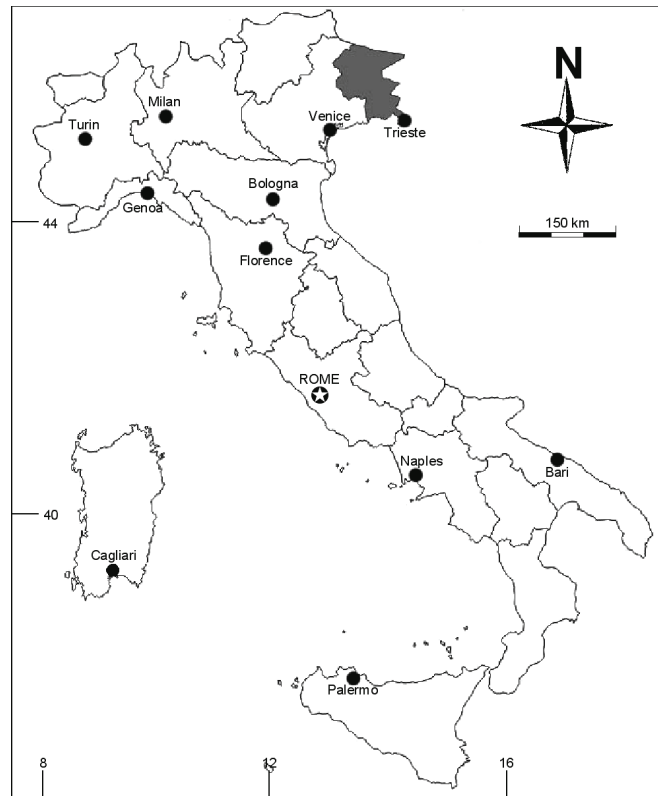 N
Milan
Turin
Venice
Trieste
Bologna
Genoa
44
150 km
Florence
ROME
Naples
Bari
40
Cagliari
Palermo
8
12
16